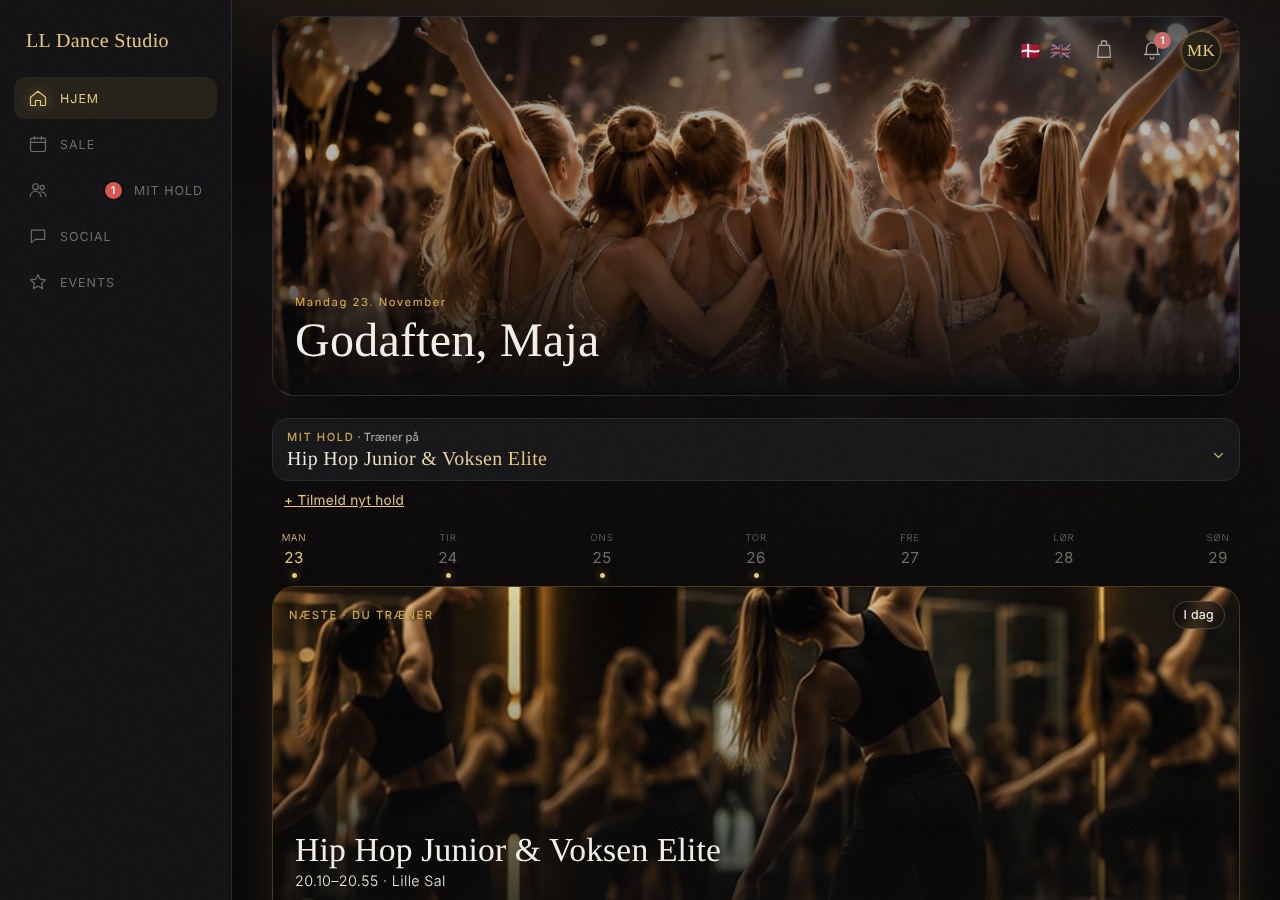 LL Dance Studio
HJEM
SALE
1 MIT HOLD
SOCIAL
EVENTS
1
MK
Mandag 23. November
Godaften, Maja
MIT HOLD · Træner på
Hip Hop Junior & Voksen Elite
+ Tilmeld nyt hold
MAN TIR ONS TOR FRE LØR SØN
23 24 25 26 27 28 29
NÆSTE · DU TRÆNER
I dag
Hip Hop Junior & Voksen Elite
20.10–20.55 · Lille Sal